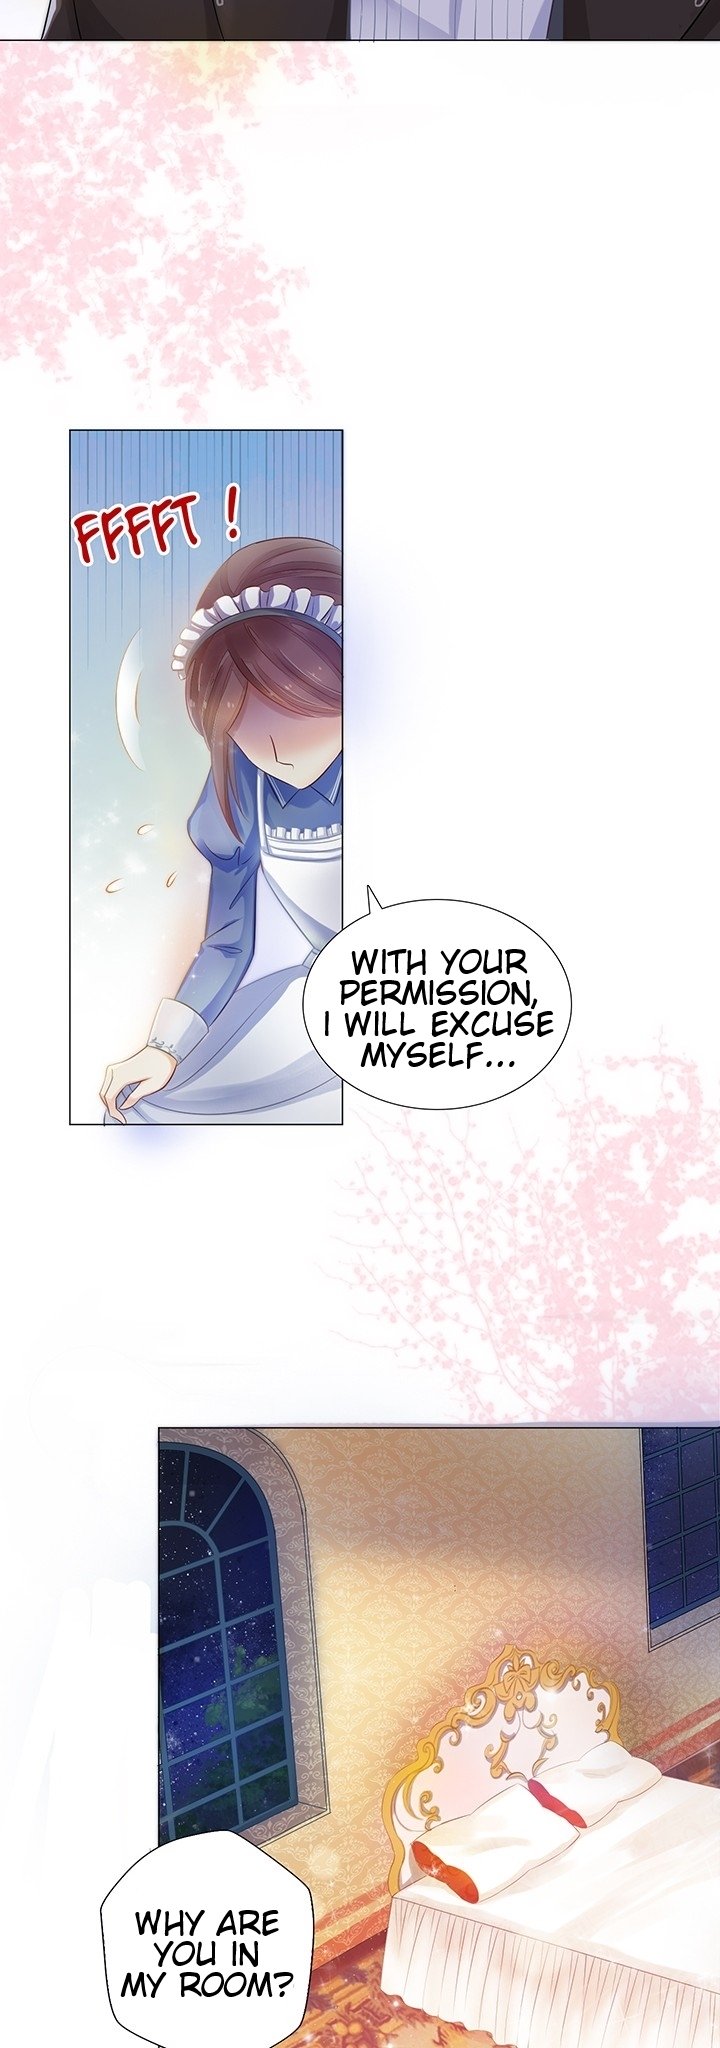 FFFFT !
WITH YOUR
PERMISSION,
I WILL EXCUSE
MYSELF...
WHY ARE
YOU IN
MY ROOM?